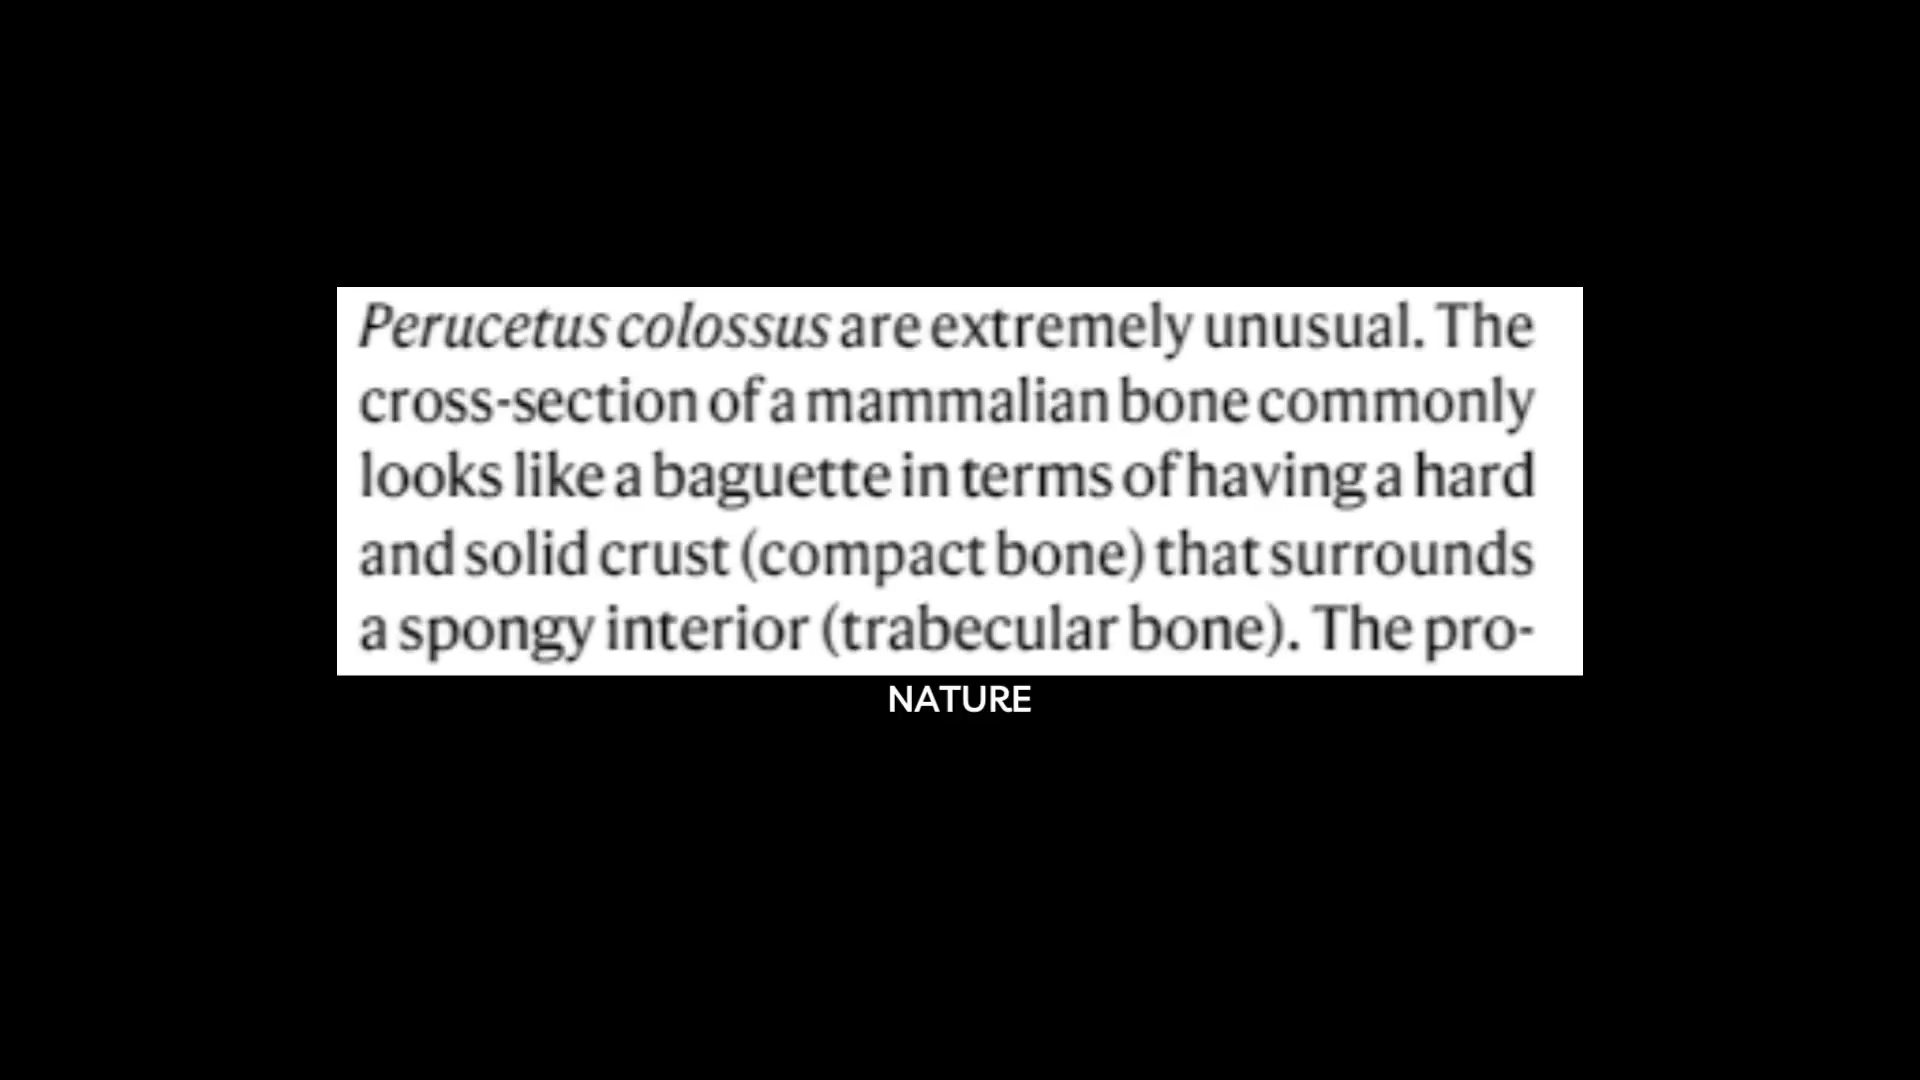 Perucetus colossus are extremely unusual. The
cross-section of a mammalian bone commonly
looks like a baguette in terms of having a hard
and solid crust (compact bone) that surrounds
a spongy interior (trabecular bone). The pro-
NATURE